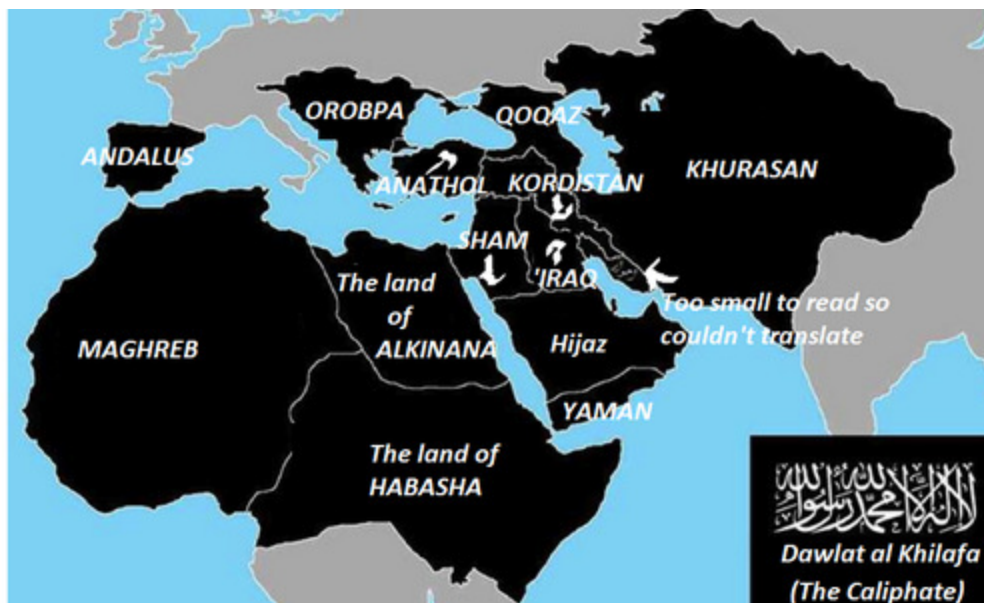 OROBPA
QOQAZ
ANDALUS
ANATHOL
KORDISTAN
KHURASAN
SHAM
'IRAQ
The land
of
ALKINANA
Too small to read so
couldn't translate
MAGHREB
Hijaz
YAMAN
The land of
HABASHA
لا إله إلا الله محمد رسول الله
Dawlat al Khilafa
(The Caliphate)